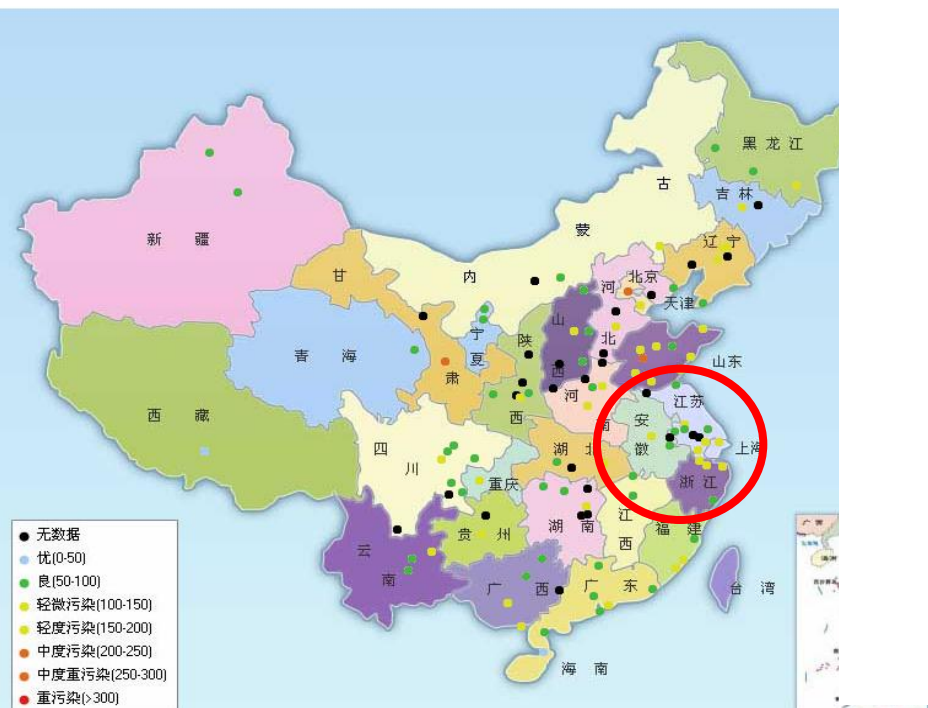 黑 龙 江
吉 林
辽 宁
古
蒙
内
新 疆
甘
肃
北京
天津
河
北
山
西
山东
宁
夏
陕
西
青 海
西 藏
河
南
江苏
安
徽
上海
四
川
重庆
湖 北
浙 江
湖 南
江
西
福 建
贵 州
云
南
广 西
广 东
台 湾
海 南
无数据
优(0-50)
良(50-100)
轻微污染(100-150)
轻度污染(150-200)
中度污染(200-250)
中度重污染(250-300)
重污染(>300)